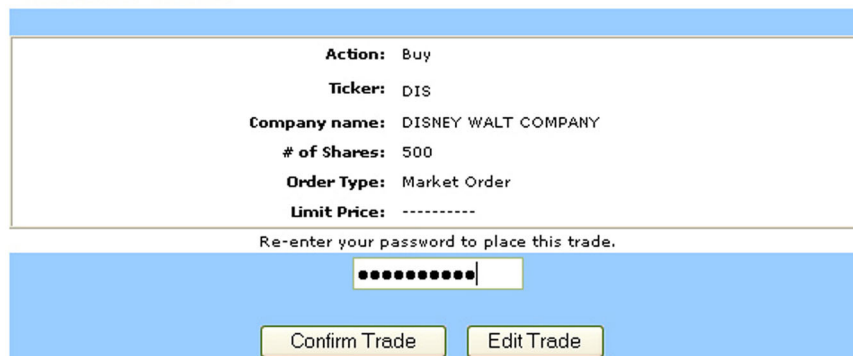 Action: Buy
Ticker: DIS
Company name: DISNEY WALT COMPANY
# of Shares: 500
Order Type: Market Order
Limit Price: ----------
Re-enter your password to place this trade.
●●●●●●●●●●
Confirm Trade Edit Trade